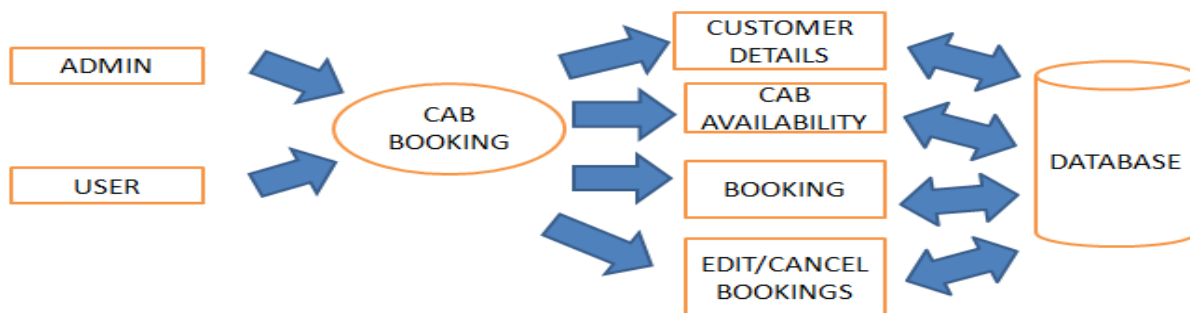 ADMIN
USER
CAB
BOOKING
CUSTOMER
DETAILS
CAB
AVAILABILITY
BOOKING
EDIT/CANCEL
BOOKINGS
DATABASE